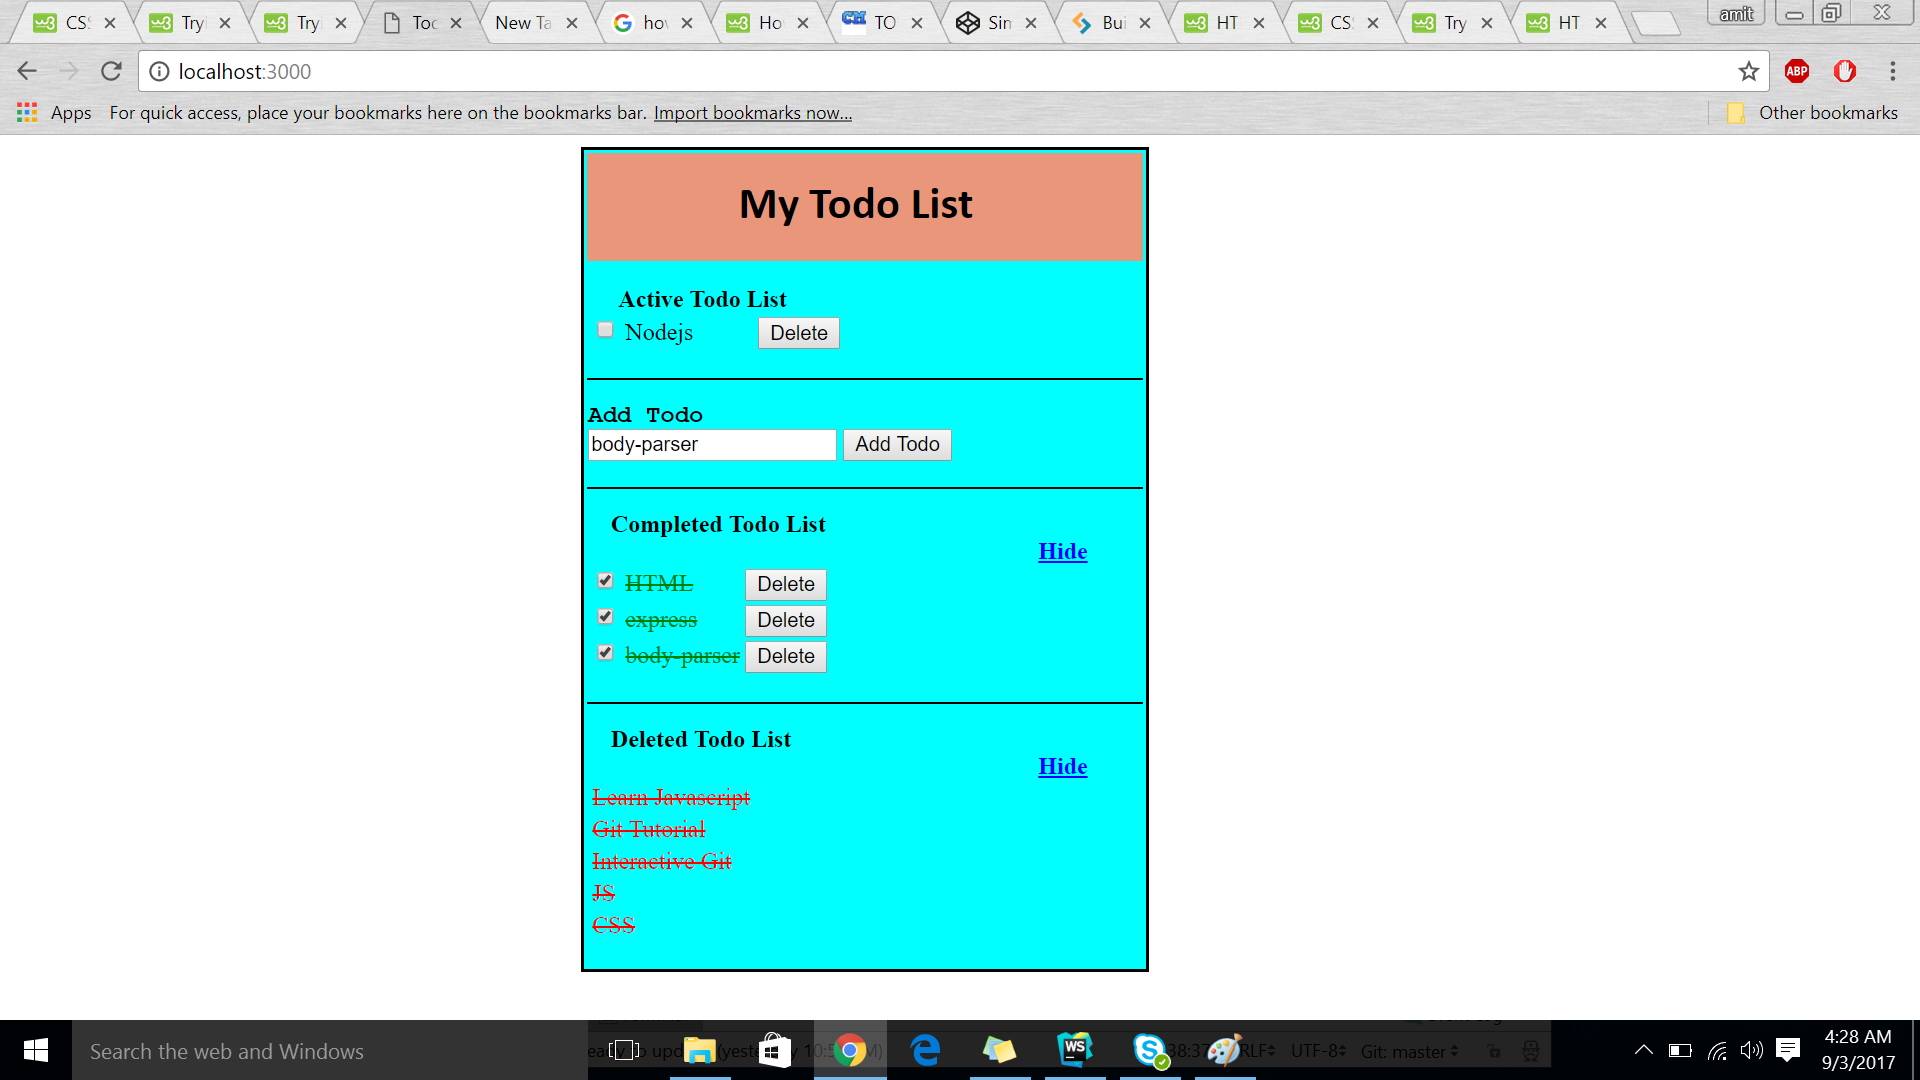 CS
Try
Try
Too
New Ta
hov
Ho
TO
Sin
Bui
HT
CS
Try
HT
amit
localhost:3000
ABP
Apps For quick access, place your bookmarks here on the bookmarks bar. Import bookmarks now... Other bookmarks
My Todo List
Active Todo List
Nodejs Delete
Add Todo
body-parser Add Todo
Completed Todo List
Hide
HTML Delete
express Delete
body-parser Delete
Deleted Todo List
Hide
Learn Javascript
Git Tutorial
Interactive Git
JS
CSS
Search the web and Windows
WS
UTF-8
Git: master
4:28 AM
9/3/2017